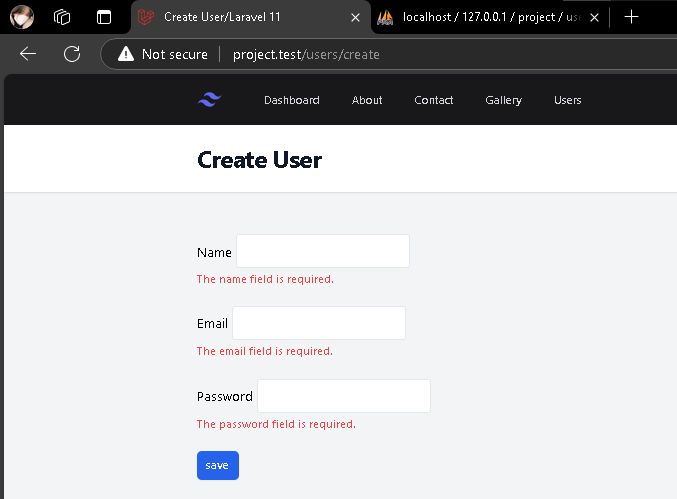 Create User/Laravel 11
localhost / 127.0.0.1 / project / use
Not secure project.test/users/create
Dashboard About Contact Gallery Users
Create User
Name
The name field is required.
Email
The email field is required.
Password
The password field is required.
save